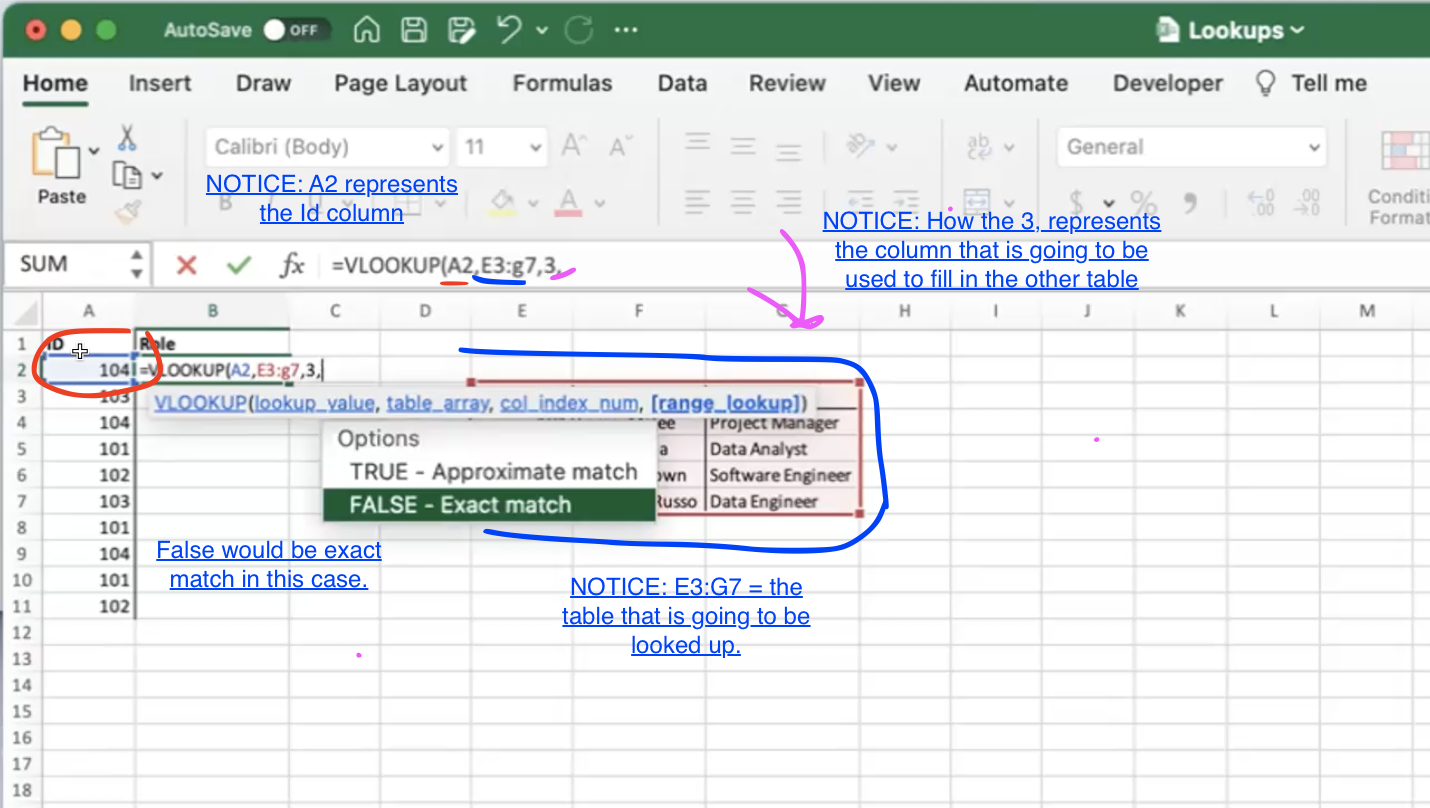 AutoSave OFF Lookups
Home Insert Draw Page Layout Formulas Data Review View Automate Developer Tell me
Calibri (Body) 11 A^ A˅ ab General
Paste
NOTICE: A2 represents
the Id column
B I U A $ % 9 .00 .00
Conditi
Format
NOTICE: How the 3, represents
the column that is going to be
used to fill in the other table
SUM fx =VLOOKUP(A2,E3:g7,3,
A B C D E F G H I J K L M
1 ID Role
2 104 =VLOOKUP(A2,E3:g7,3,
3 103
VLOOKUP(lookup_value, table_array, col_index_num, [range_lookup])
4 104 ee Project Manager
Options
5 101 a Data Analyst
TRUE - Approximate match
6 102 own Software Engineer
7 103 Russo Data Engineer
FALSE - Exact match
8 101
9 104
10 101
11 102
False would be exact
match in this case.
NOTICE: E3:G7 = the
table that is going to be
looked up.
12
13
14
15
16
17
18